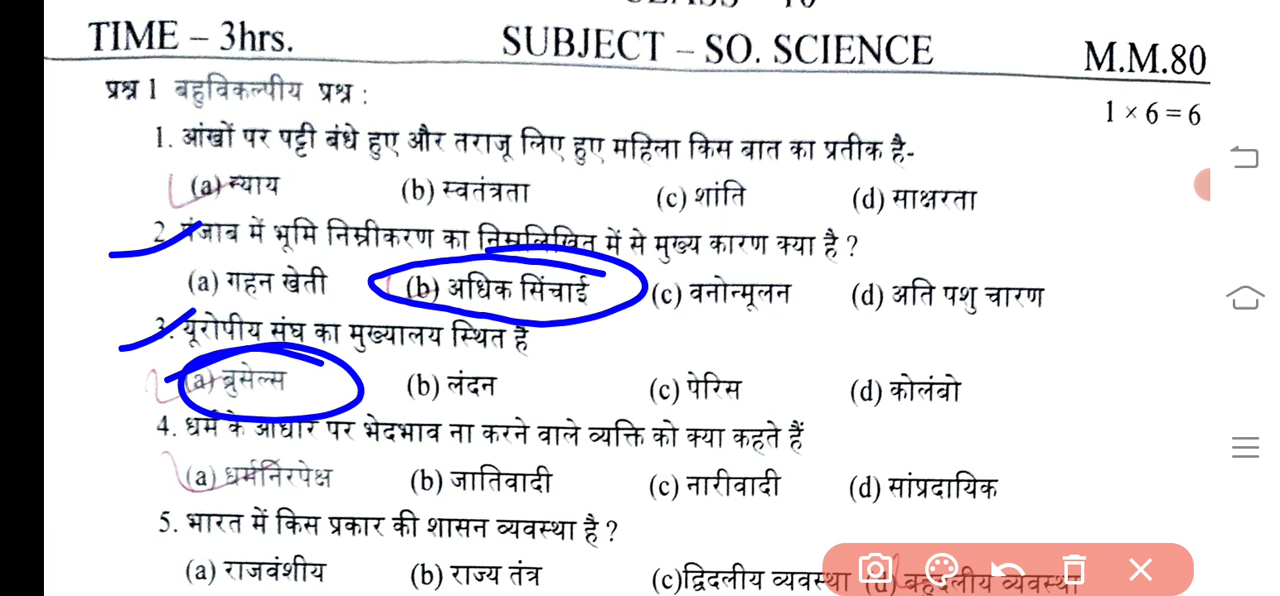 TIME – 3hrs. SUBJECT – SO. SCIENCE M.M.80
प्रश्न 1 बहुविकल्पीय प्रश्न :
1 × 6 = 6
1. आंखों पर पट्टी बंधे हुए और तराजू लिए हुए महिला किस बात का प्रतीक है-
(a) न्याय (b) स्वतंत्रता (c) शांति (d) साक्षरता
2. पंजाब में भूमि निम्नीकरण का निम्नलिखित में से मुख्य कारण क्या है ?
(a) गहन खेती (b) अधिक सिंचाई (c) वनोन्मूलन (d) अति पशु चारण
3. यूरोपीय संघ का मुख्यालय स्थित है
(a) ब्रुसेल्स (b) लंदन (c) पेरिस (d) कोलंबो
4. धर्म के आधार पर भेदभाव ना करने वाले व्यक्ति को क्या कहते हैं
(a) धर्मनिरपेक्ष (b) जातिवादी (c) नारीवादी (d) सांप्रदायिक
5. भारत में किस प्रकार की शासन व्यवस्था है ?
(a) राजवंशीय (b) राज्य तंत्र (c)द्विदलीय व्यवस्था (d) बहुदलीय व्यवस्था